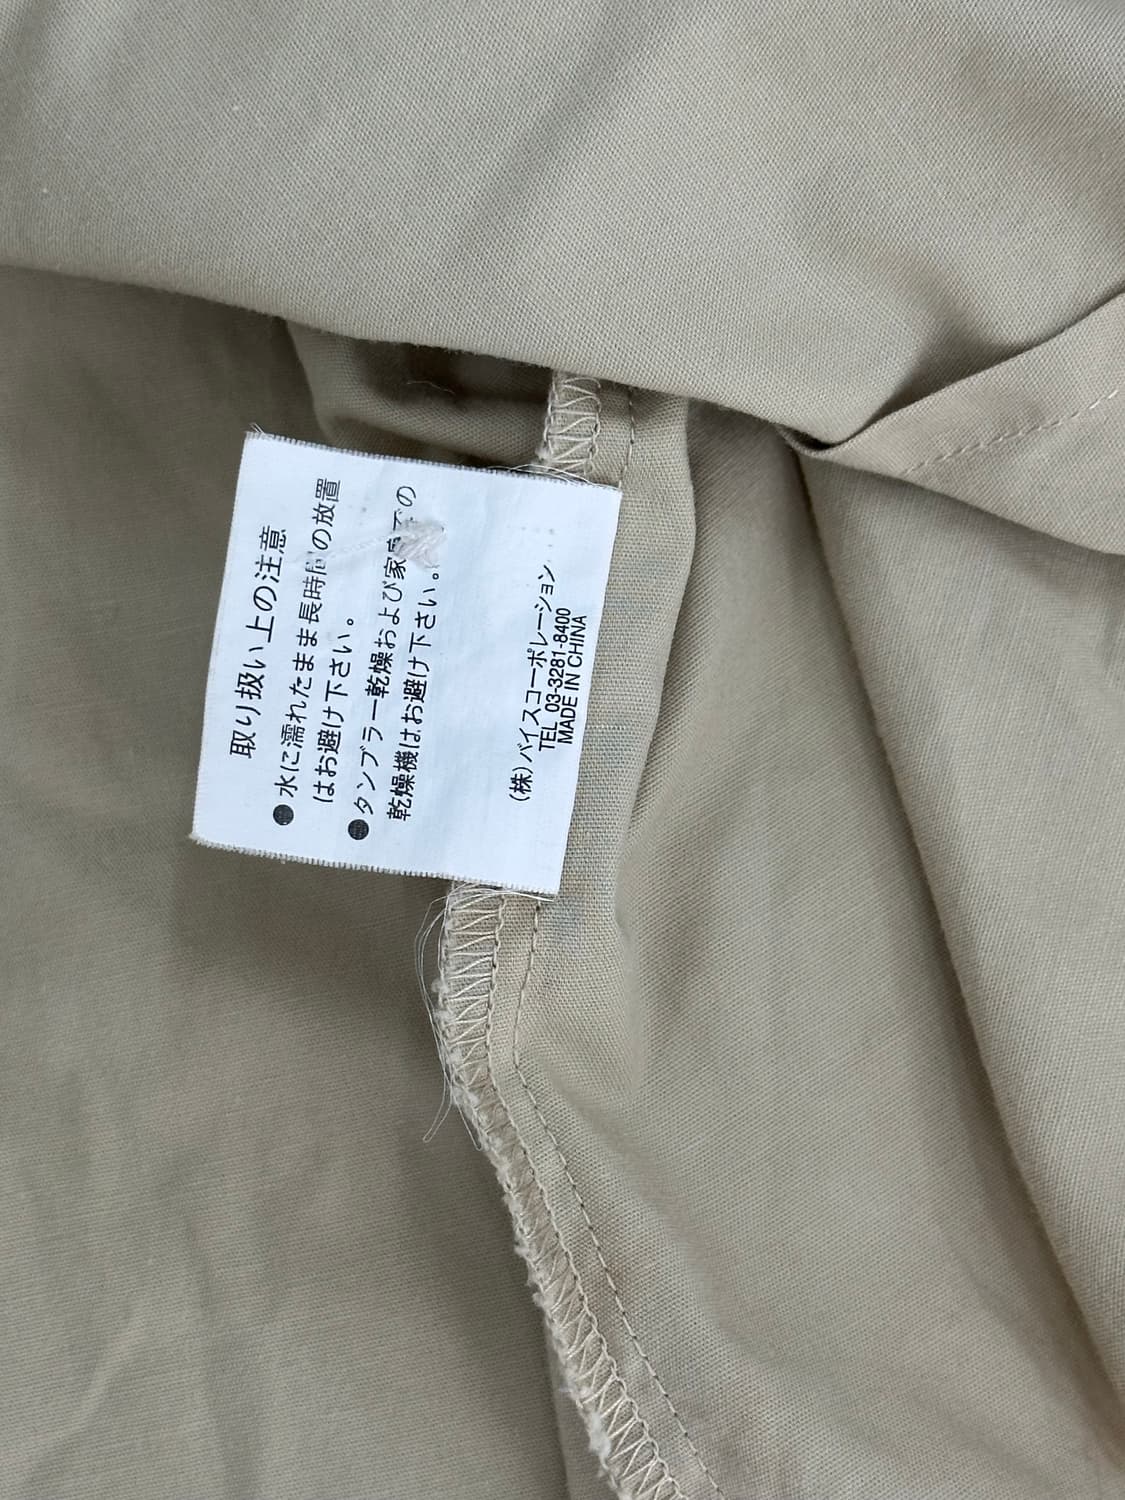 取り扱い上の注意
●水に濡れたまま長時間の放置
はお避け下さい。
●タンブラー乾燥および家庭での
乾燥機はお避け下さい。
(株)バイスコーポレーション
TEL 03-3281-8400
MADE IN CHINA